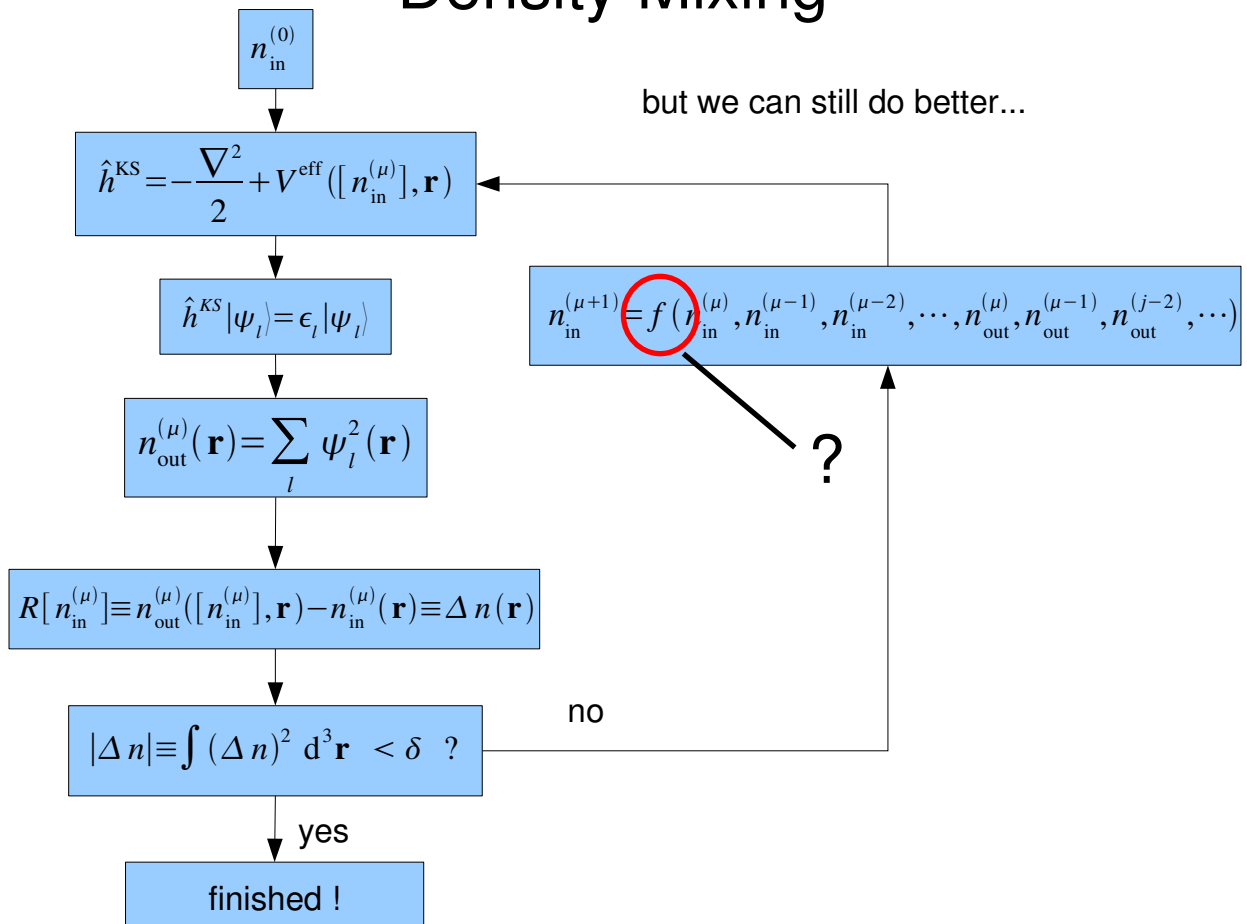 Density Mixing
n_in^(0)
but we can still do better...
ĥ^KS = −∇²/2 + V^eff([n_in^(μ)], **r**)
ĥ^KS|ψ_l⟩ = ϵ_l|ψ_l⟩
n_in^(μ+1) = f(n_in^(μ), n_in^(μ−1), n_in^(μ−2), ⋯, n_out^(μ), n_out^(μ−1), n_out^(j−2), ⋯)
n_out^(μ)(**r**) = ∑_l ψ_l²(**r**)
?
R[n_in^(μ)] ≡ n_out^(μ)([n_in^(μ)], **r**) − n_in^(μ)(**r**) ≡ Δn(**r**)
no
|Δn| ≡ ∫(Δn)² d³**r** < δ ?
yes
finished !